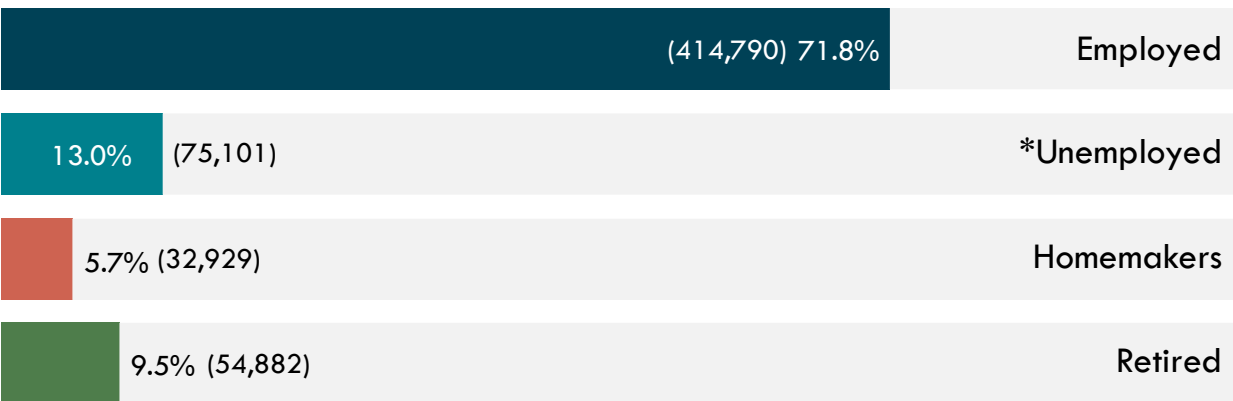 (414,790) 71.8% Employed
13.0% (75,101) *Unemployed
5.7% (32,929) Homemakers
9.5% (54,882) Retired